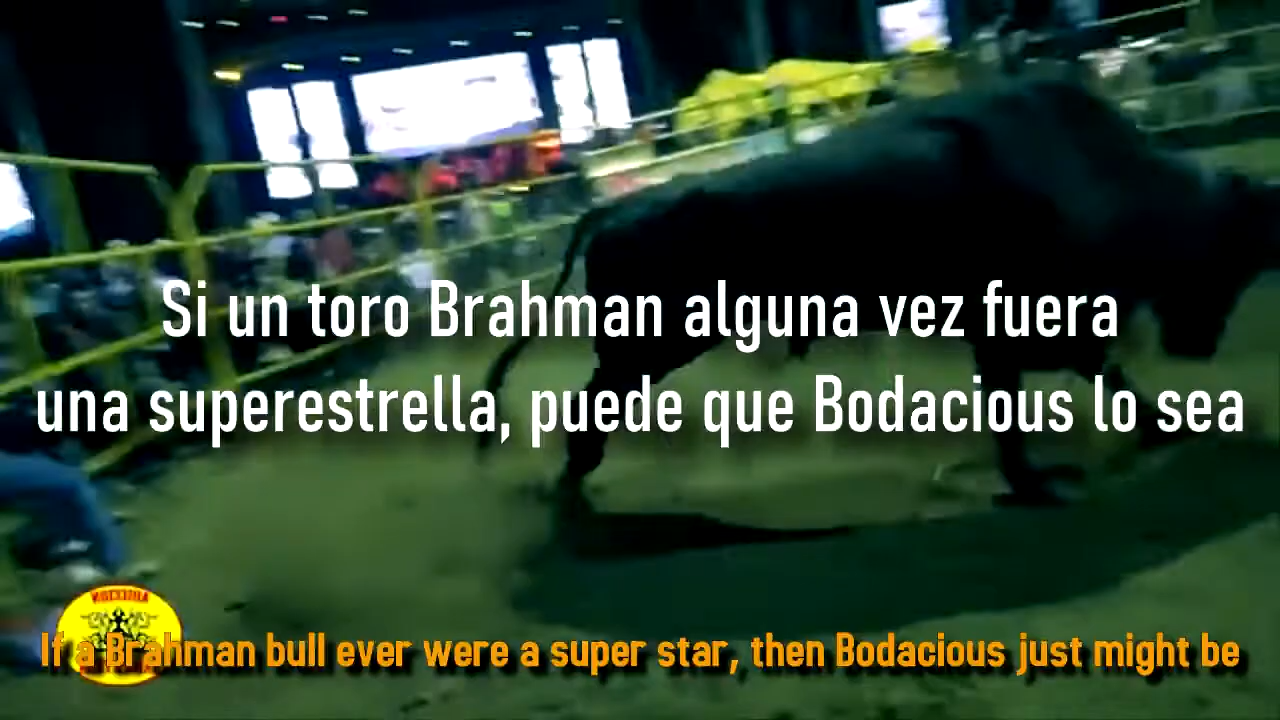 Si un toro Brahman alguna vez fuera
una superestrella, puede que Bodacious lo sea
If a Brahman bull ever were a super star, then Bodacious just might be